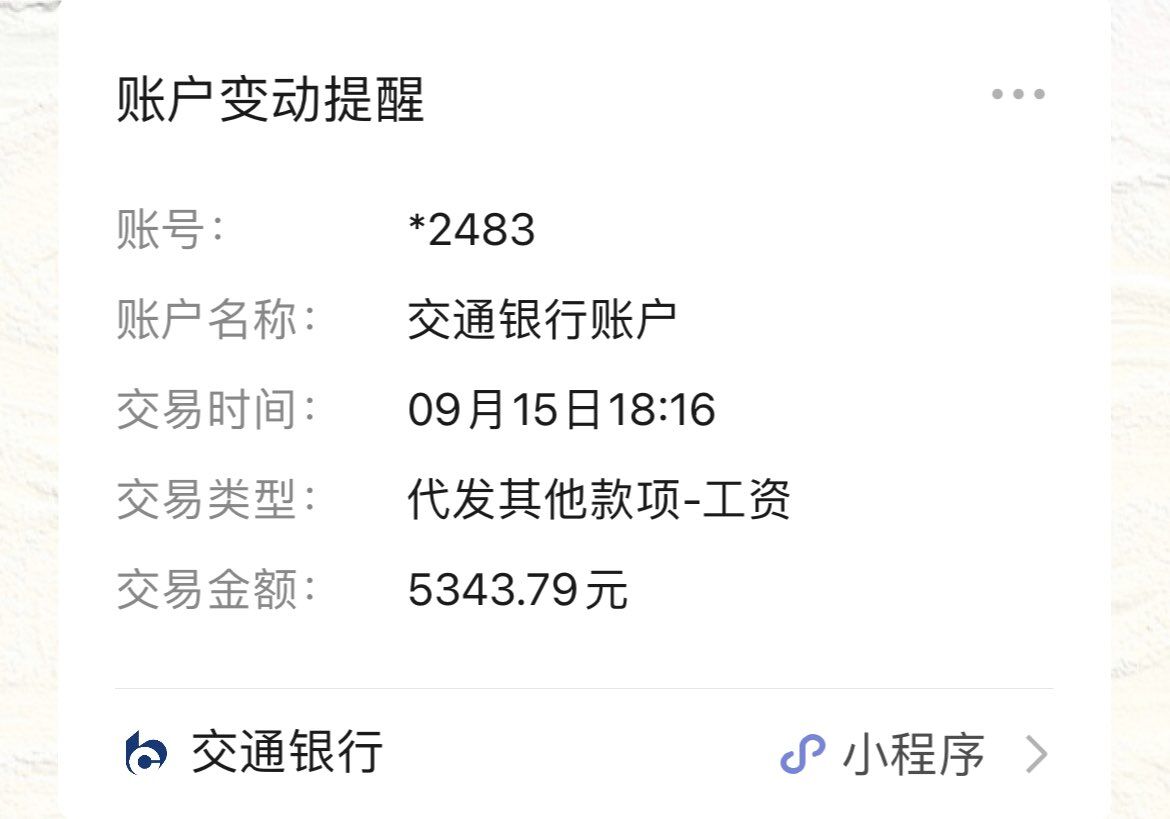 账户变动提醒
账号： *2483
账户名称： 交通银行账户
交易时间： 09月15日18:16
交易类型： 代发其他款项-工资
交易金额： 5343.79元
交通银行 小程序